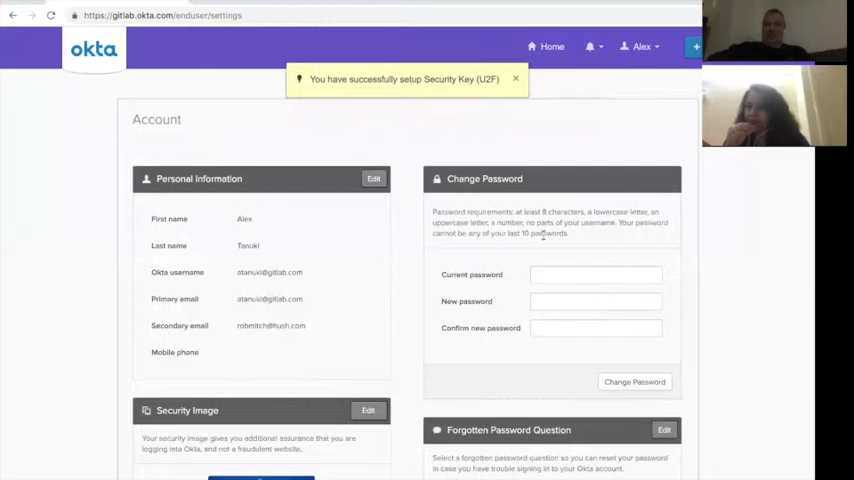 https://gitlab.okta.com/enduser/settings
okta
Home
Alex
+
You have successfully setup Security Key (U2F)
×
Account
Personal Information
Edit
First name
Alex
Last name
Tanuki
Okta username
atanuki@gitlab.com
Primary email
atanuki@gitlab.com
Secondary email
robmitch@hush.com
Mobile phone
Security Image
Edit
Your security image gives you additional assurance that you are
logging into Okta, and not a fraudulent website.
Change Password
Password requirements: at least 8 characters, a lowercase letter, an
uppercase letter, a number, no parts of your username. Your password
cannot be any of your last 10 passwords.
Current password
New password
Confirm new password
Change Password
Forgotten Password Question
Edit
Select a forgotten password question so you can reset your password
in case you have trouble signing in to your Okta account.